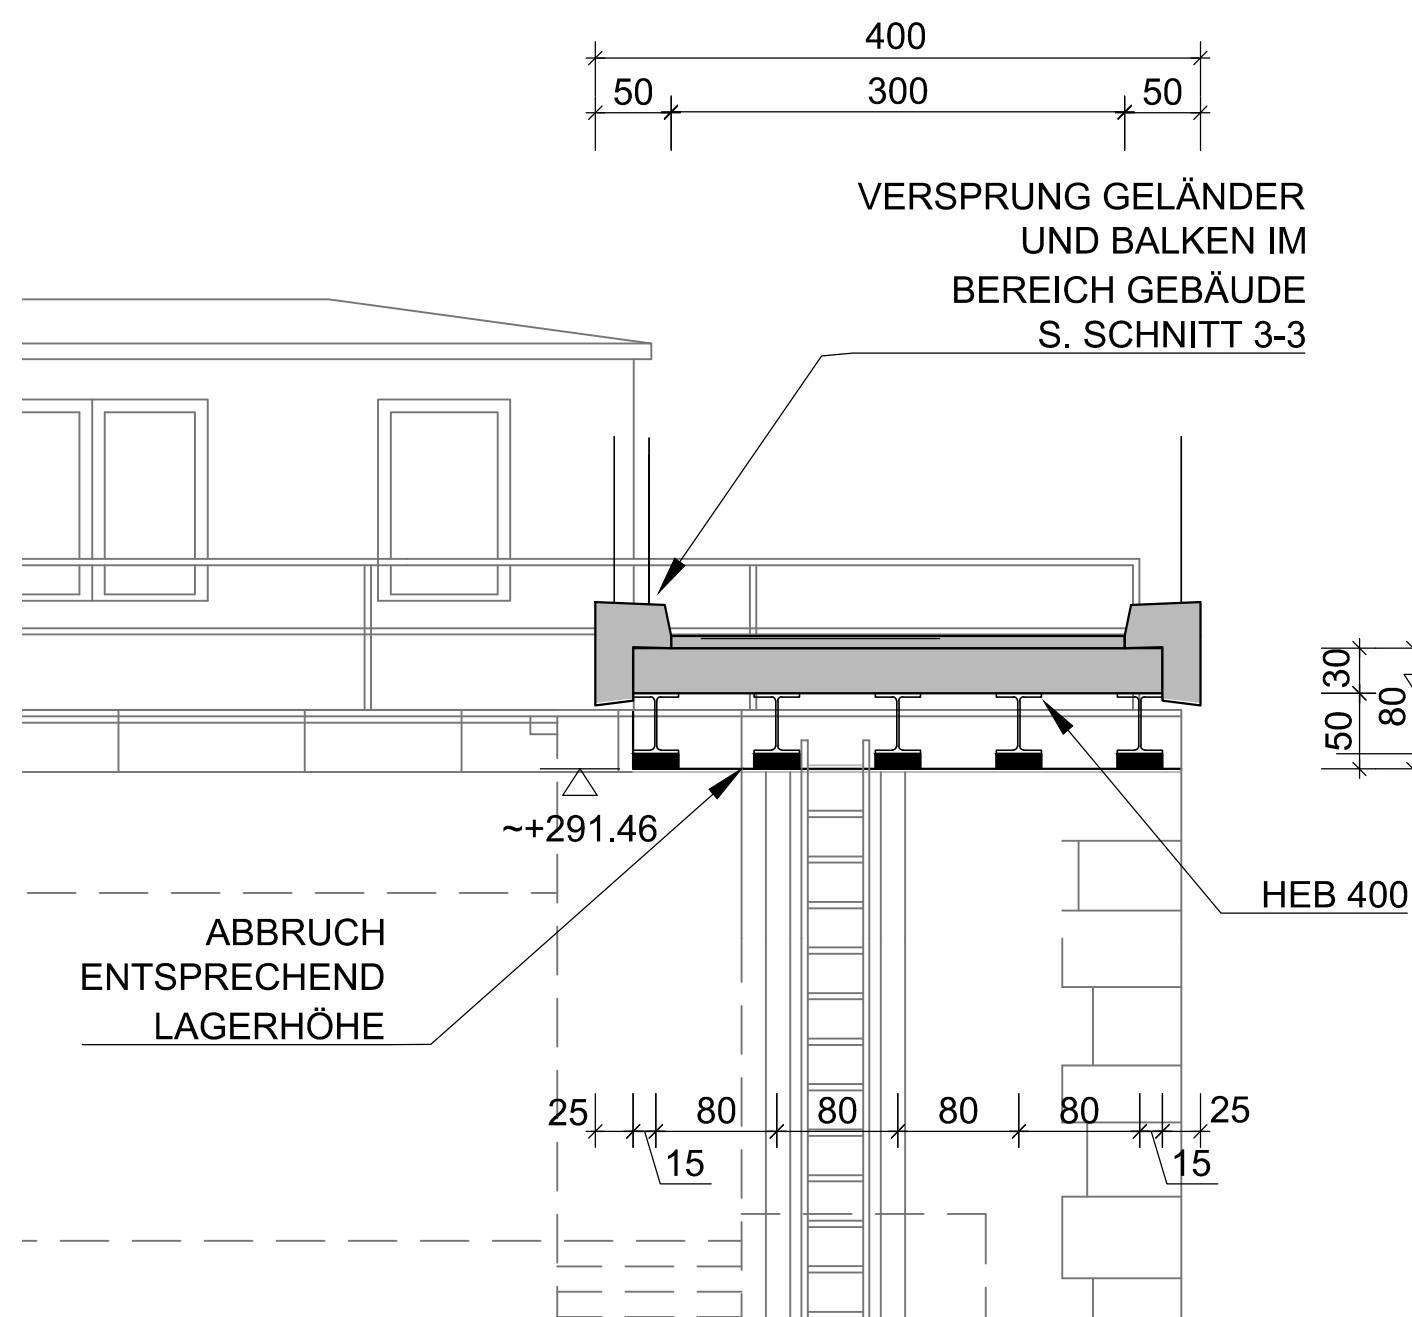 400
50 300 50
VERSPRUNG GELÄNDER
UND BALKEN IM
BEREICH GEBÄUDE
S. SCHNITT 3-3
30
50
80
~+291.46
HEB 400
ABBRUCH
ENTSPRECHEND
LAGERHÖHE
25 80 80 80 80 25
15 15